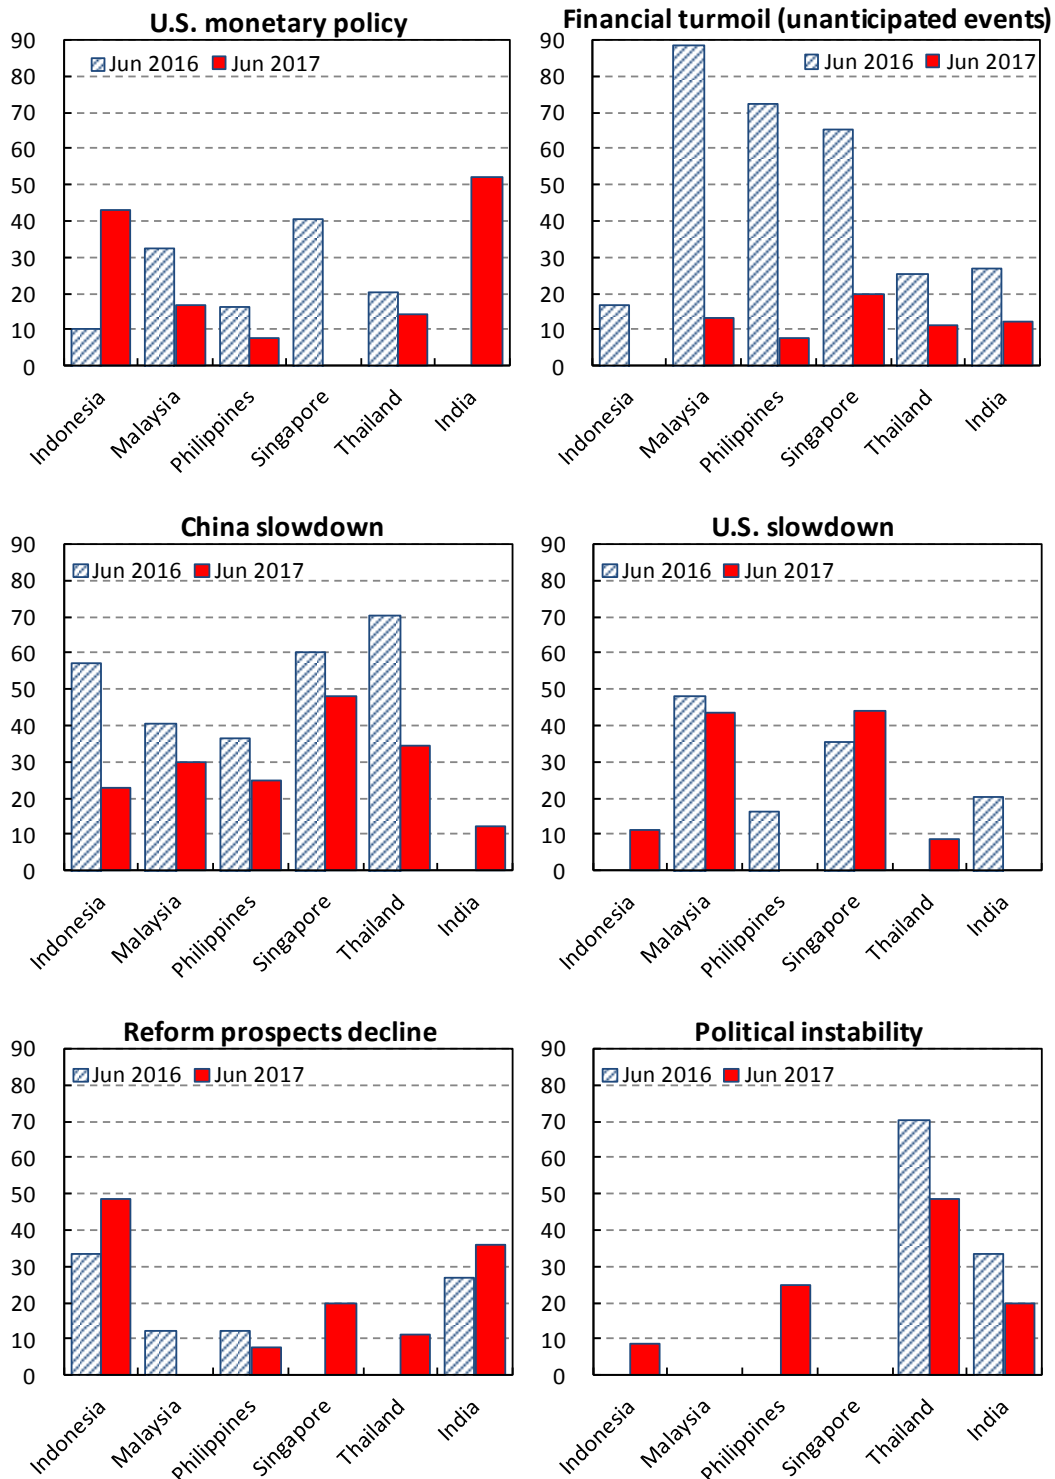 U.S. monetary policy
90
80
70
60
50
40
30
20
10
0
Jun 2016 Jun 2017
Indonesia
Malaysia
Philippines
Singapore
Thailand
India
Financial turmoil (unanticipated events)
90
80
70
60
50
40
30
20
10
0
Jun 2016 Jun 2017
Indonesia
Malaysia
Philippines
Singapore
Thailand
India
China slowdown
90
80
70
60
50
40
30
20
10
0
Jun 2016 Jun 2017
Indonesia
Malaysia
Philippines
Singapore
Thailand
India
U.S. slowdown
90
80
70
60
50
40
30
20
10
0
Jun 2016 Jun 2017
Indonesia
Malaysia
Philippines
Singapore
Thailand
India
Reform prospects decline
90
80
70
60
50
40
30
20
10
0
Jun 2016 Jun 2017
Indonesia
Malaysia
Philippines
Singapore
Thailand
India
Political instability
90
80
70
60
50
40
30
20
10
0
Jun 2016 Jun 2017
Indonesia
Malaysia
Philippines
Singapore
Thailand
India